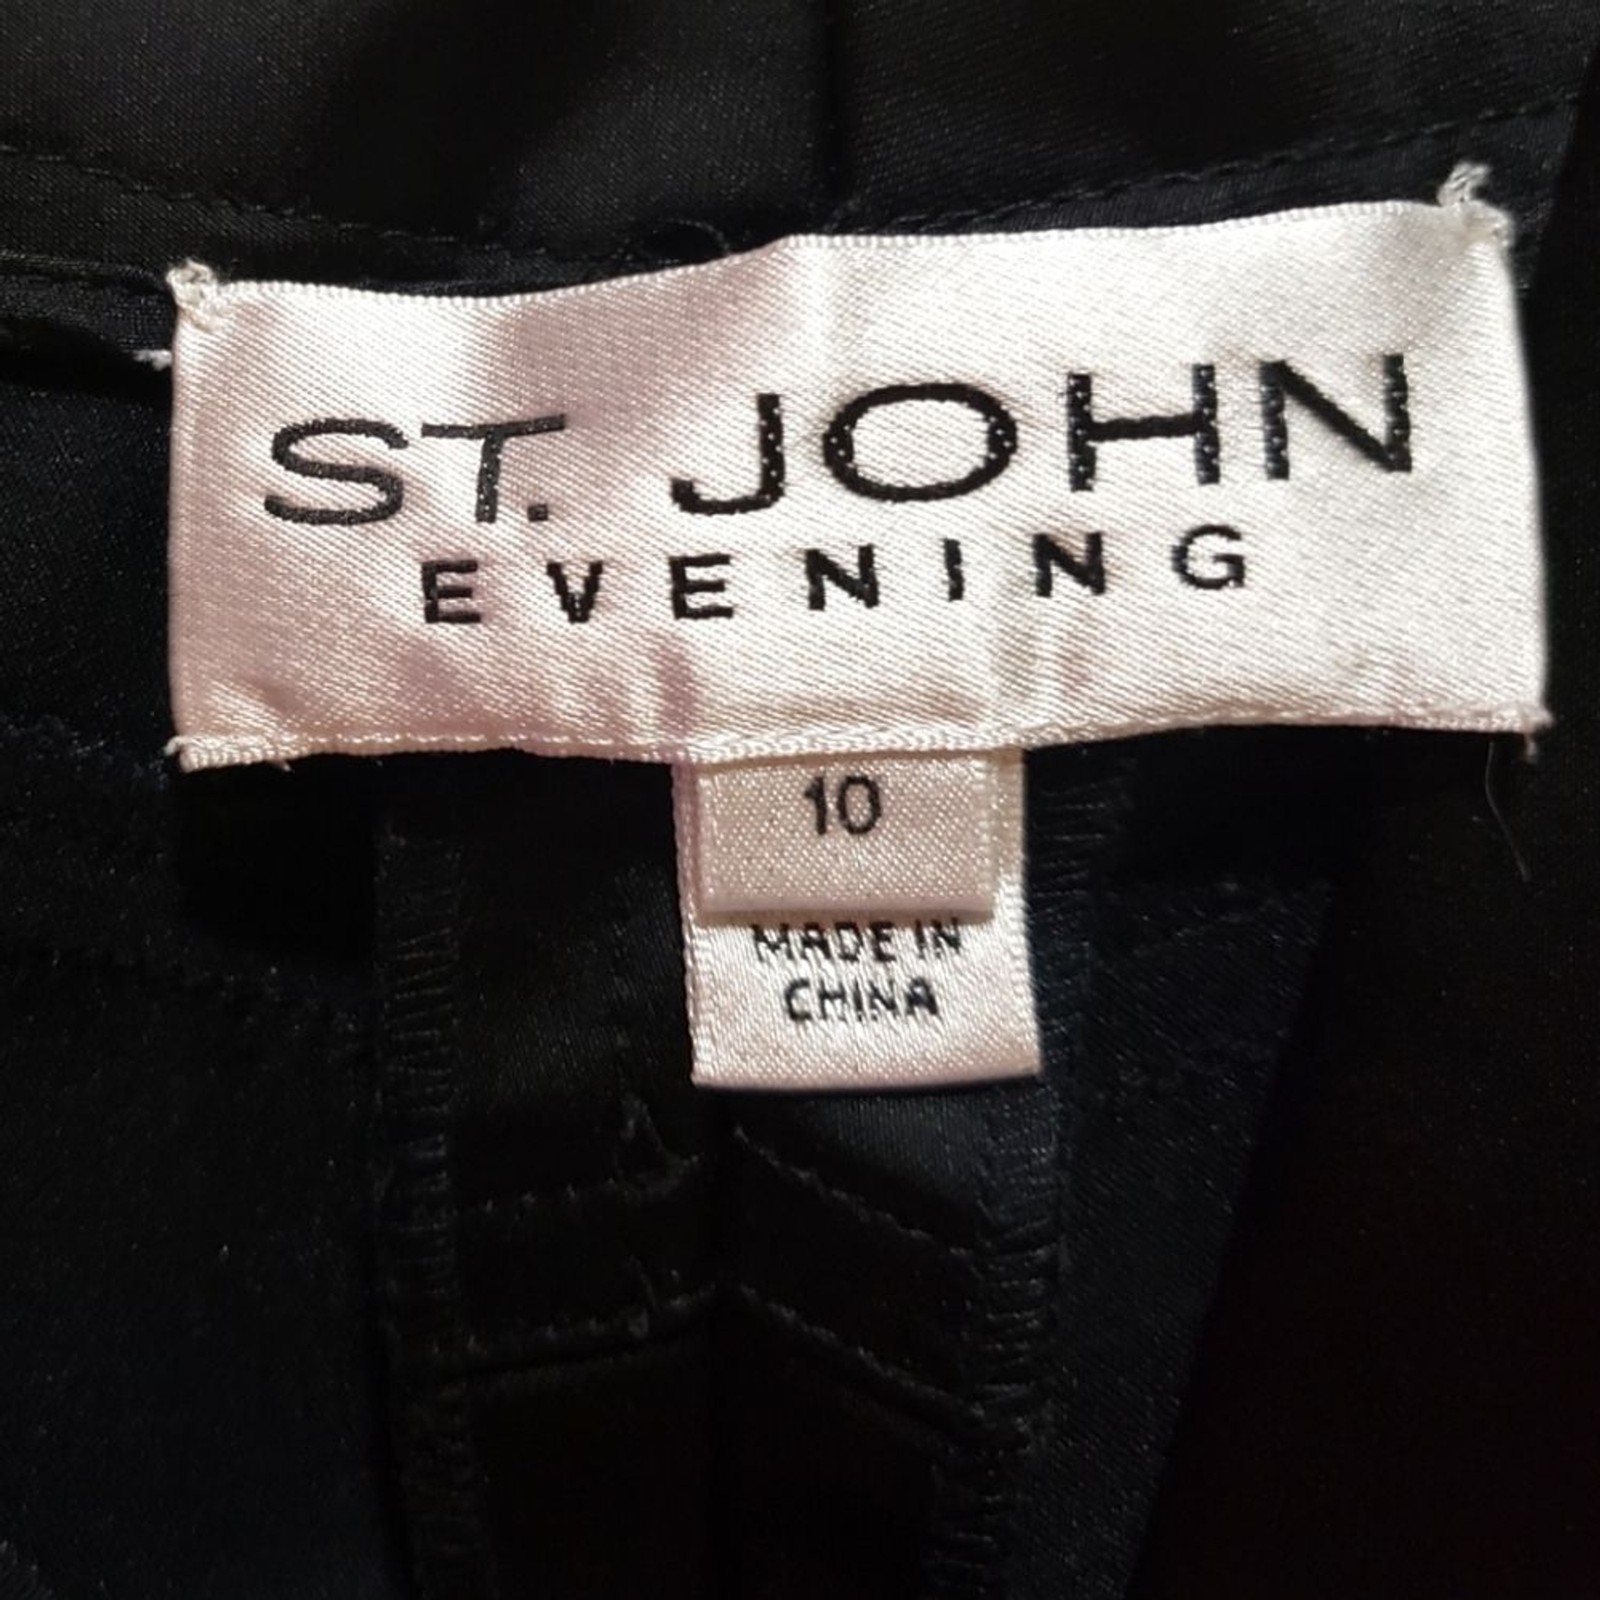 ST. JOHN
EVENING
10
MADE IN
CHINA